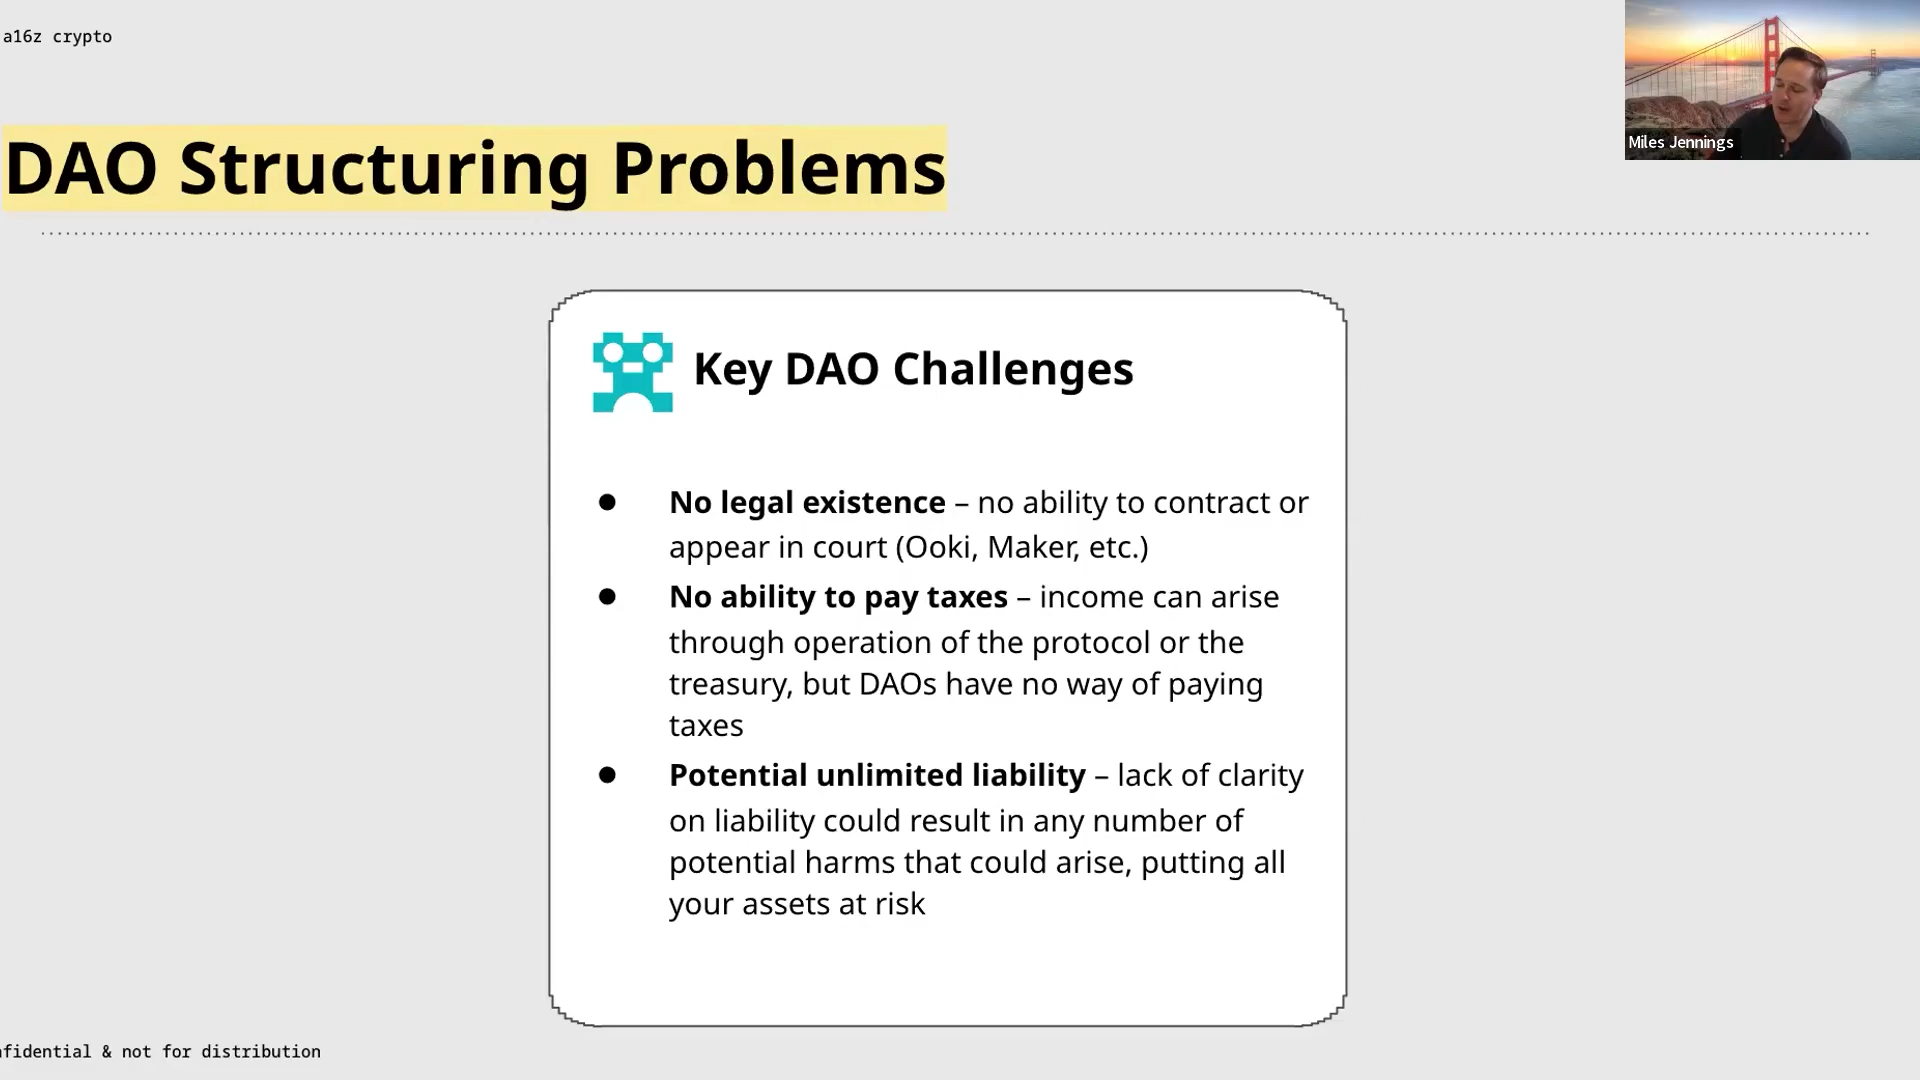 a16z crypto
Miles Jennings
DAO Structuring Problems
Key DAO Challenges
● No legal existence – no ability to contract or
appear in court (Ooki, Maker, etc.)
● No ability to pay taxes – income can arise
through operation of the protocol or the
treasury, but DAOs have no way of paying
taxes
● Potential unlimited liability – lack of clarity
on liability could result in any number of
potential harms that could arise, putting all
your assets at risk
nfidential & not for distribution